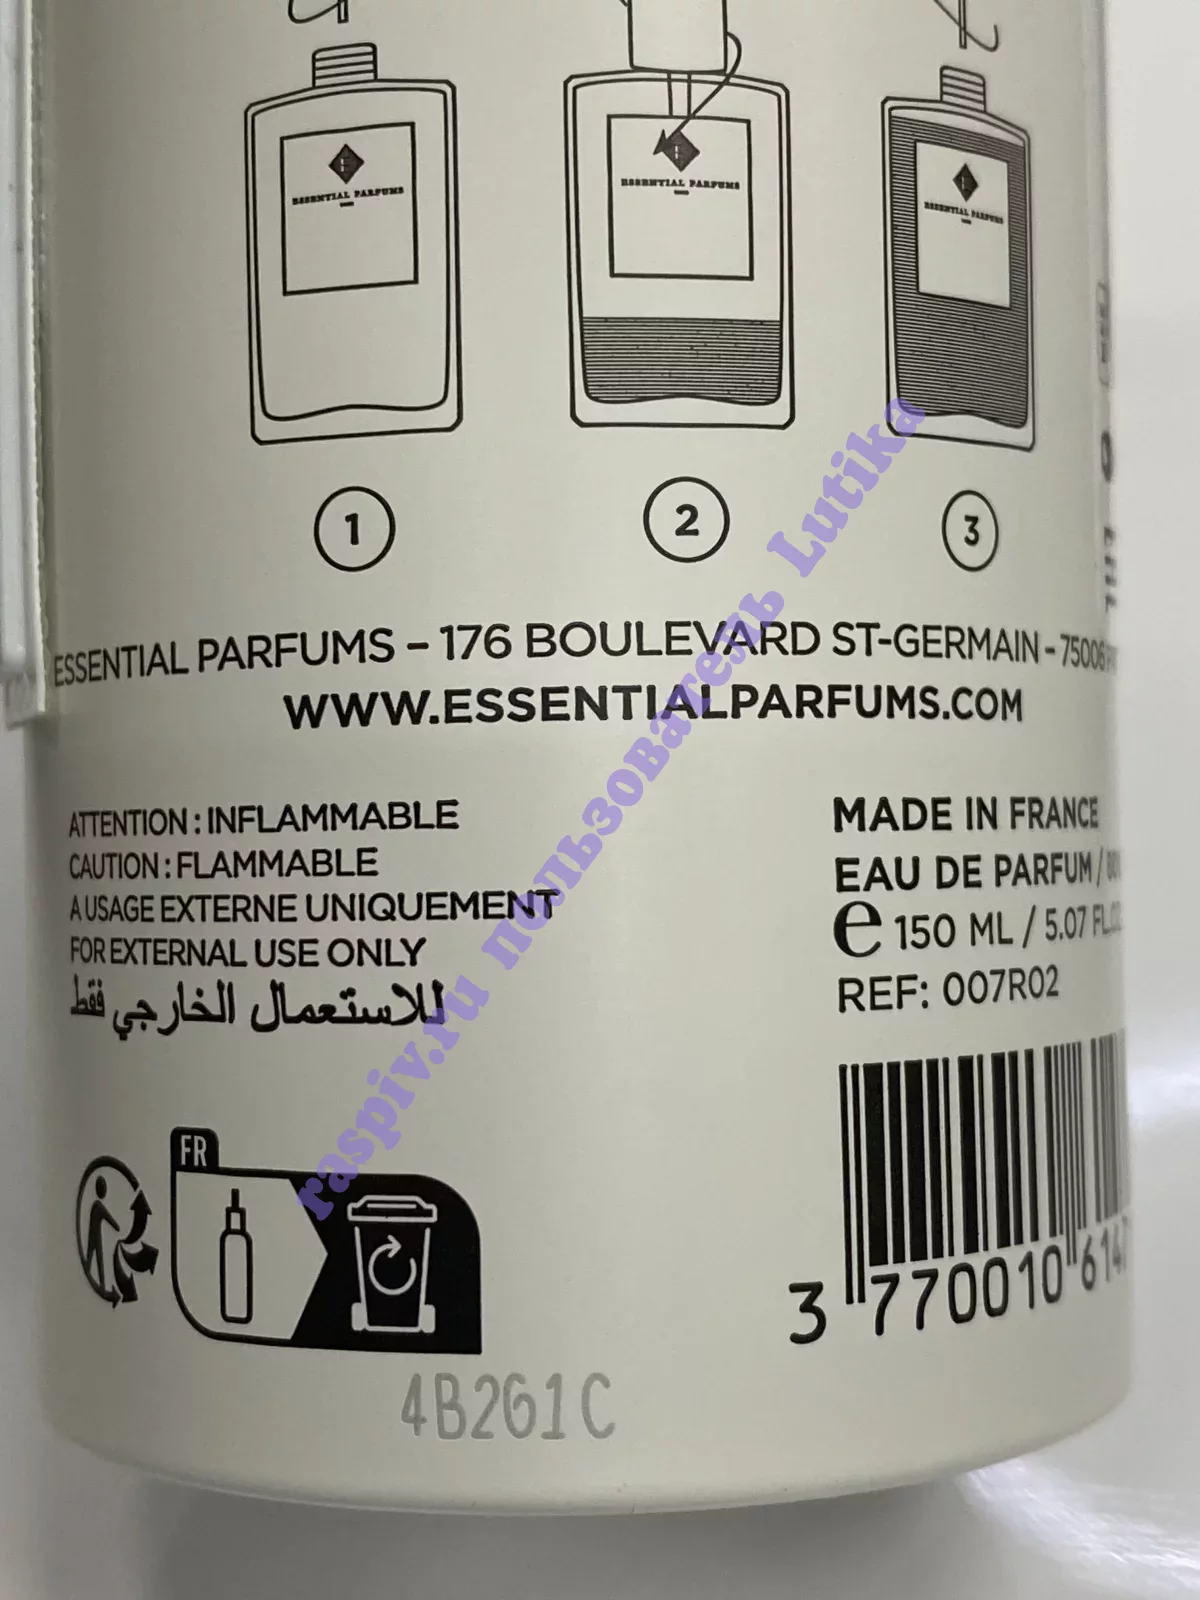 ESSENTIAL PARFUMS
ESSENTIAL PARFUMS
ESSENTIAL PARFUMS
1
2
3
ESSENTIAL PARFUMS – 176 BOULEVARD ST-GERMAIN - 75006
WWW.ESSENTIALPARFUMS.COM
ATTENTION : INFLAMMABLE
CAUTION : FLAMMABLE
A USAGE EXTERNE UNIQUEMENT
FOR EXTERNAL USE ONLY
للاستعمال الخارجي فقط
MADE IN FRANCE
EAU DE PARFUM /
e 150 ML / 5.07 FL.
REF: 007R02
FR
3 770010 614
4B261C
raspiv.ru пользователь Lutika